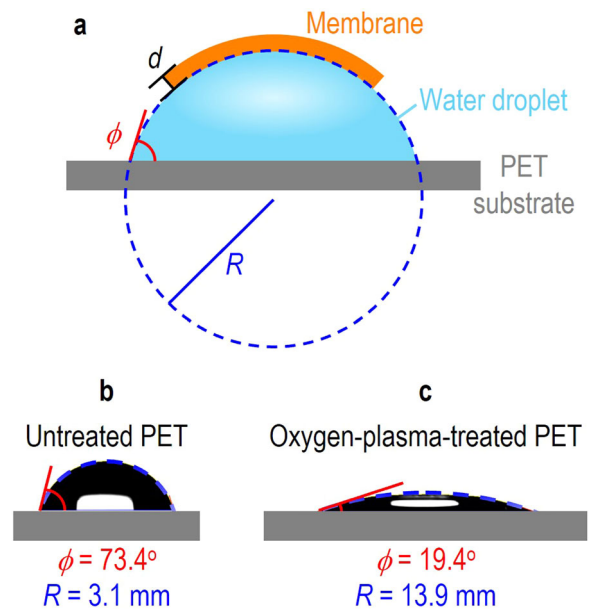 a
Membrane
d
Water droplet
ϕ
PET
substrate
R
b
Untreated PET
ϕ = 73.4°
R = 3.1 mm
c
Oxygen-plasma-treated PET
ϕ = 19.4°
R = 13.9 mm